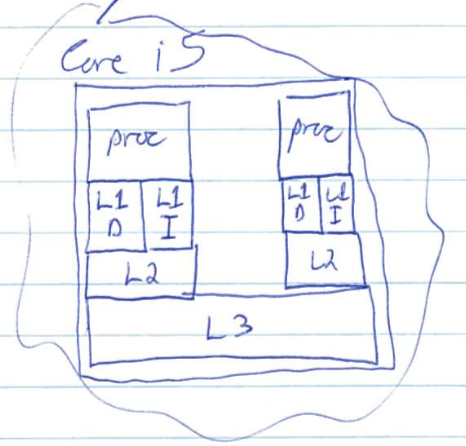 Core i5
proc proc
L1 L1 L1 L1
D I D I
L2 L2
L3